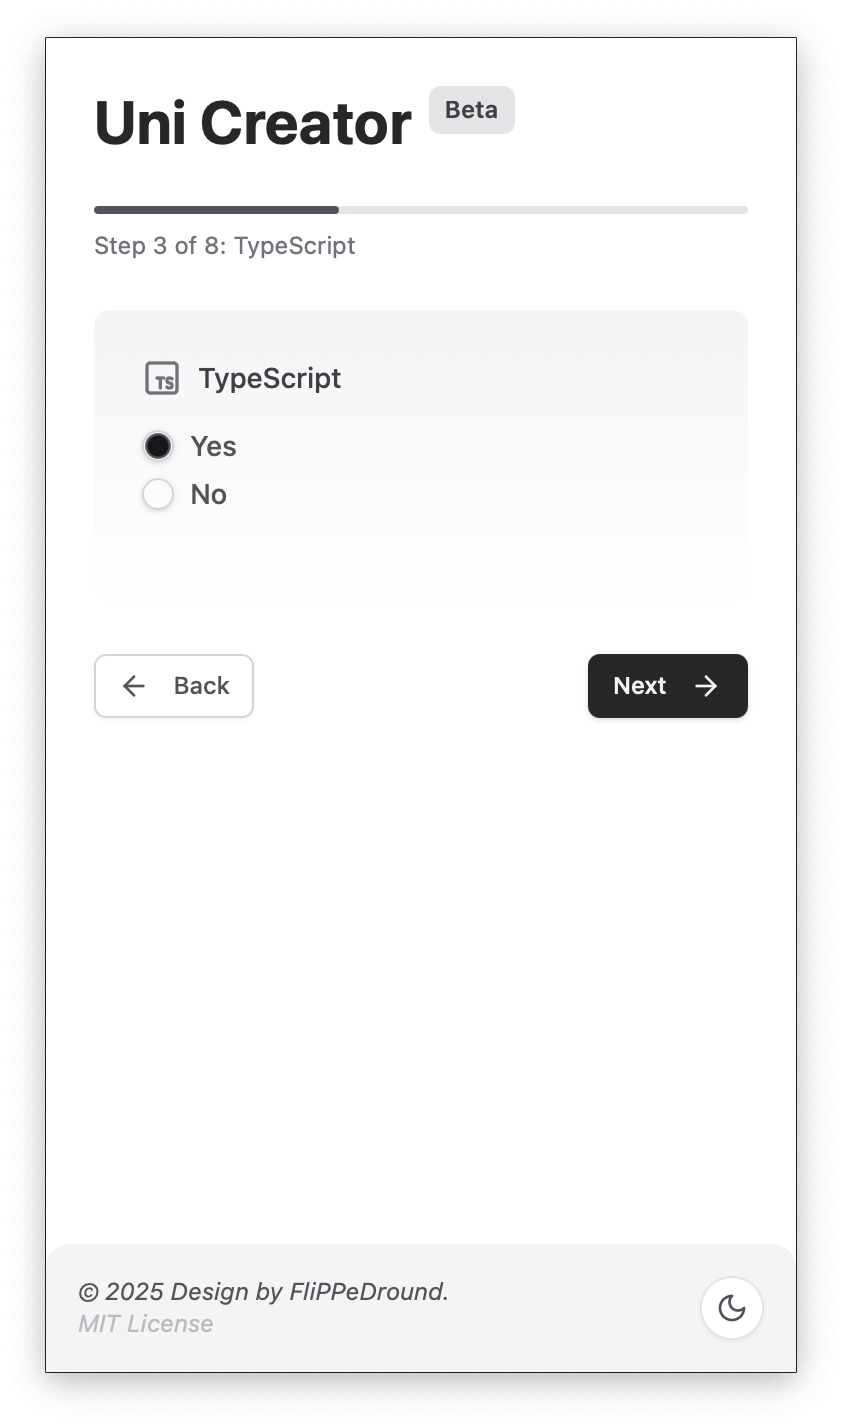 Uni Creator
Beta
Step 3 of 8: TypeScript
TS
TypeScript
Yes
No
Back
Next
© 2025 Design by FliPPeDround.
MIT License